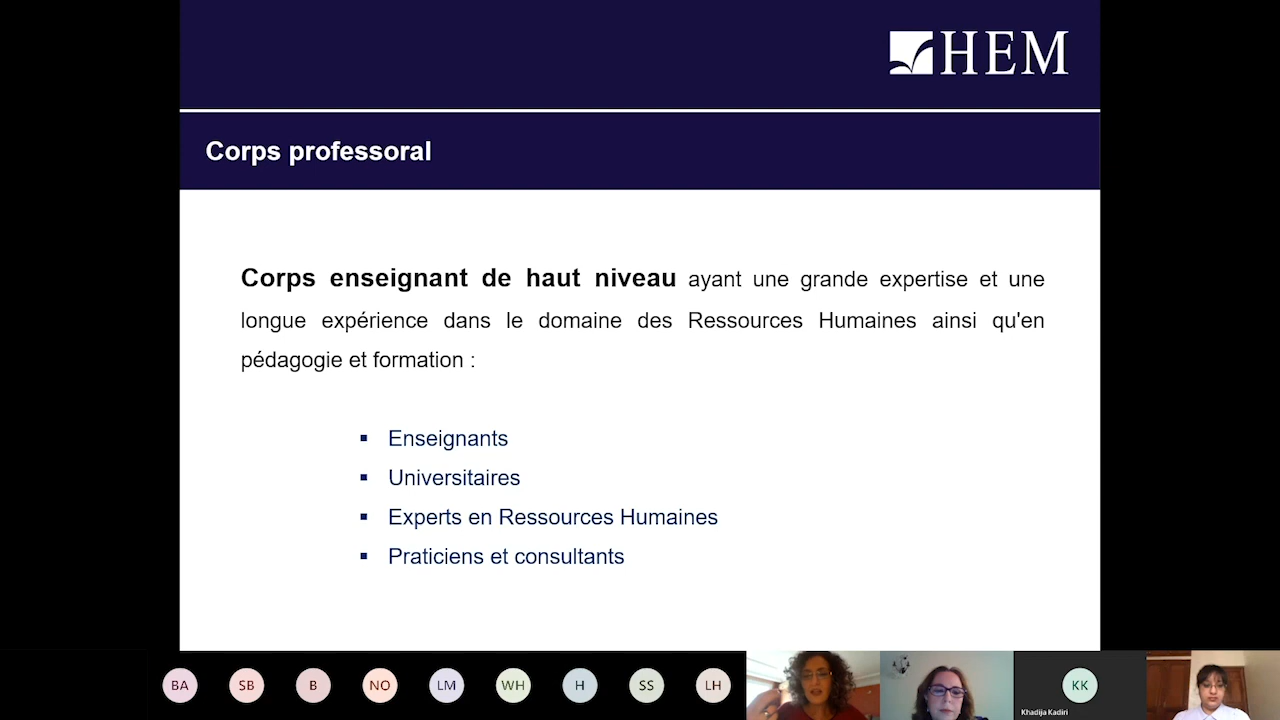 HEM
Corps professoral
Corps enseignant de haut niveau ayant une grande expertise et une
longue expérience dans le domaine des Ressources Humaines ainsi qu'en
pédagogie et formation :
▪ Enseignants
▪ Universitaires
▪ Experts en Ressources Humaines
▪ Praticiens et consultants
BA SB B NO LM WH H SS LH KK
Khadija Kadiri